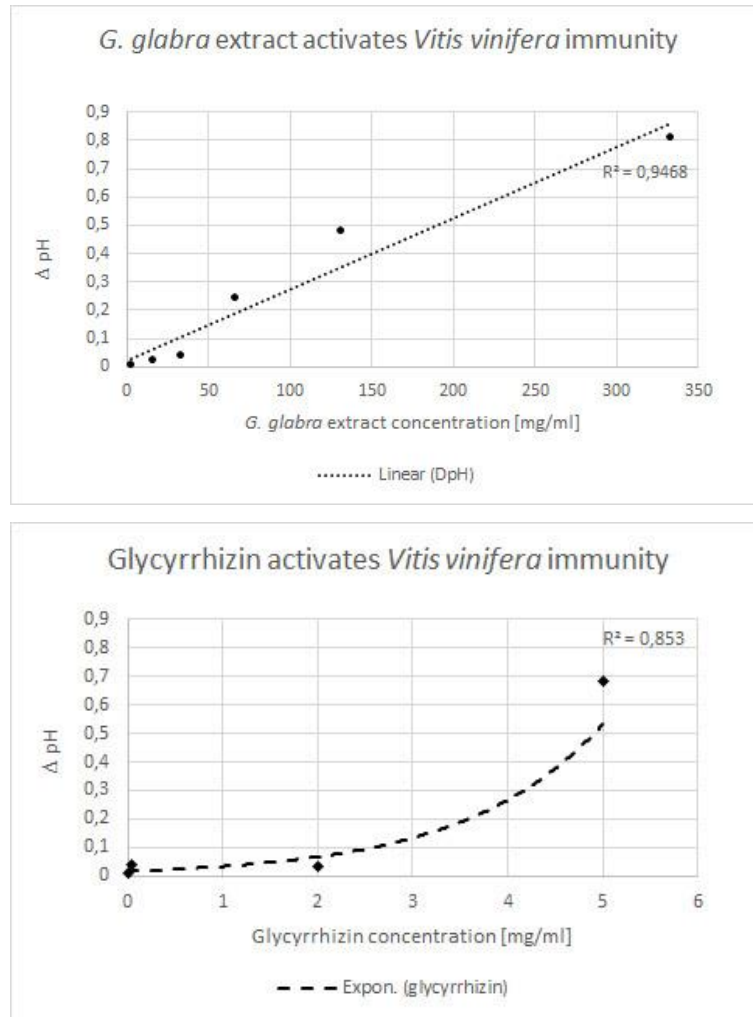 G. glabra extract activates Vitis vinifera immunity
0,9
0,8
0,7
0,6
0,5
0,4
0,3
0,2
0,1
0
Δ pH
R² = 0,9468
0 50 100 150 200 250 300 350
G. glabra extract concentration [mg/ml]
Linear (DpH)
Glycyrrhizin activates Vitis vinifera immunity
0,9
0,8
0,7
0,6
0,5
0,4
0,3
0,2
0,1
0
Δ pH
R² = 0,853
0 1 2 3 4 5 6
Glycyrrhizin concentration [mg/ml]
Expon. (glycyrrhizin)